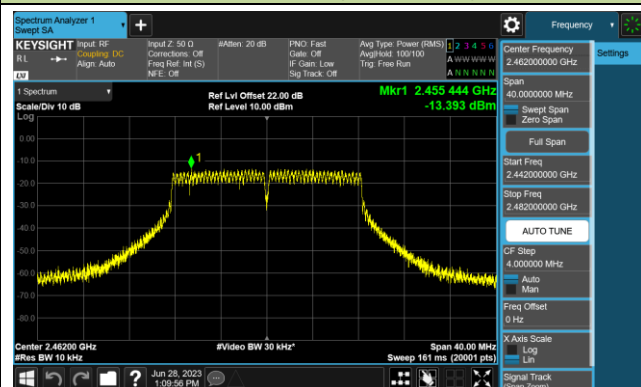 Spectrum Analyzer 1
Swept SA
Frequency
KEYSIGHT
Input: RF
Coupling: DC
Align: Auto
Input Z: 50 Ω
Corrections: Off
Freq Ref: Int (S)
NFE: Off
#Atten: 20 dB
PNO: Fast
Gate: Off
IF Gain: Low
Sig Track: Off
Avg Type: Power (RMS)
Avg|Hold: 100/100
Trig: Free Run
1 2 3 4 5 6
A W W W W W
A N N N N N
R L
LXI
Center Frequency
2.462000000 GHz
Settings
Span
40.0000000 MHz
Swept Span
Zero Span
Full Span
Start Freq
2.442000000 GHz
Stop Freq
2.482000000 GHz
AUTO TUNE
CF Step
4.000000 MHz
Auto
Man
Freq Offset
0 Hz
X Axis Scale
Log
Lin
Signal Track
(Span Zoom)
1 Spectrum
Scale/Div 10 dB
Log
Ref Lvl Offset 22.00 dB
Ref Level 10.00 dBm
Mkr1 2.455 444 GHz
-13.393 dBm
1
0.00
-10.0
-20.0
-30.0
-40.0
-50.0
-60.0
-70.0
-80.0
Center 2.46200 GHz
#Res BW 10 kHz
#Video BW 30 kHz*
Span 40.00 MHz
Sweep 161 ms (20001 pts)
Jun 28, 2023
1:09:56 PM